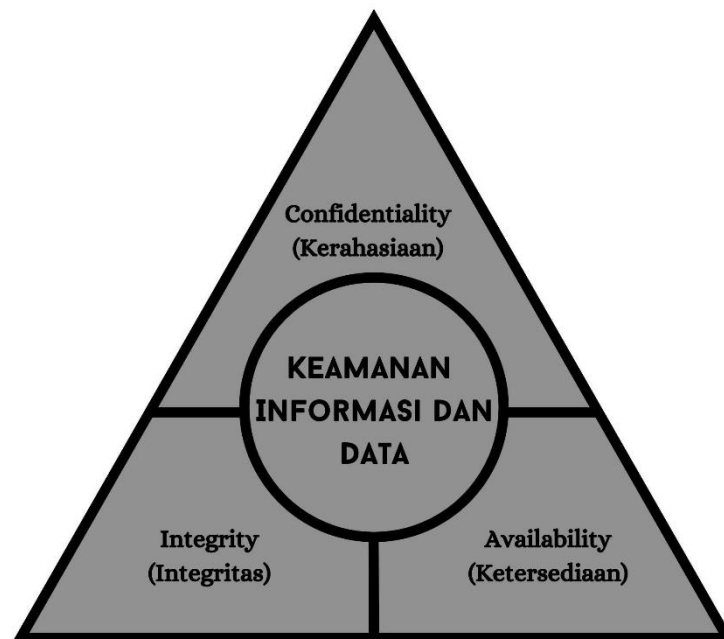 Confidentiality
(Kerahasiaan)
KEAMANAN
INFORMASI DAN
DATA
Integrity
(Integritas)
Availability
(Ketersediaan)